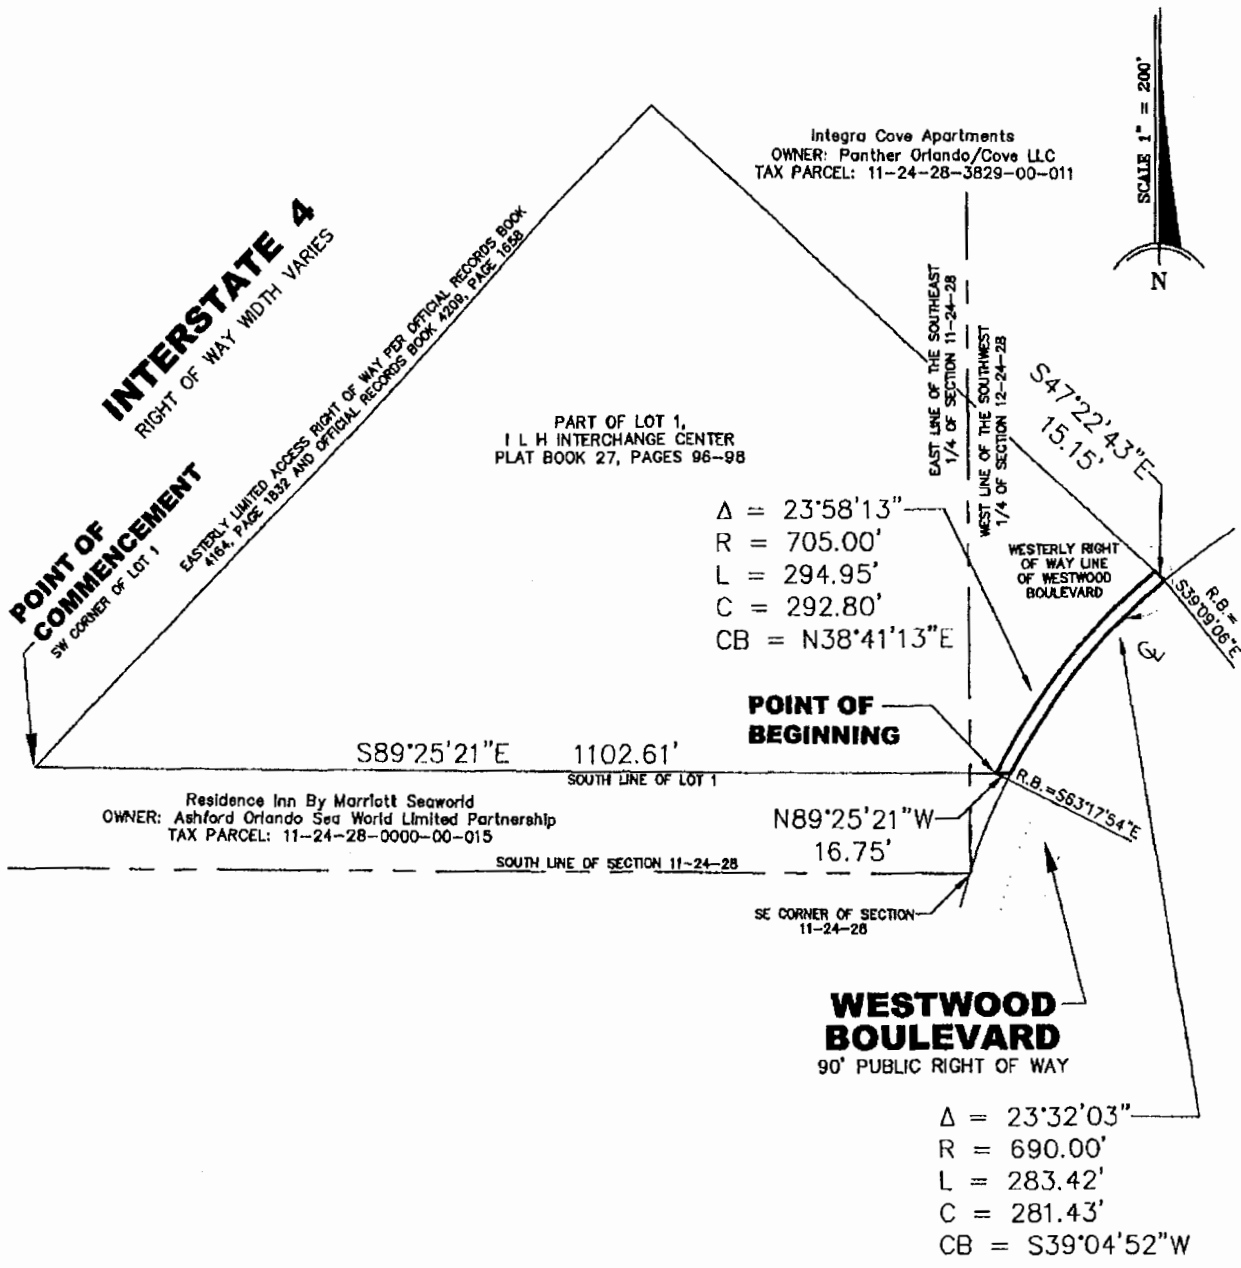 SCALE 1" = 200'
N
Integra Cove Apartments
OWNER: Panther Orlando/Cove LLC
TAX PARCEL: 11-24-28-3829-00-011
INTERSTATE 4
RIGHT OF WAY WIDTH VARIES
EASTERLY LIMITED ACCESS RIGHT OF WAY PER OFFICIAL RECORDS BOOK
4164, PAGE 1832 AND OFFICIAL RECORDS BOOK 4209, PAGE 1658
EAST LINE OF THE SOUTHEAST
1/4 OF SECTION 11-24-28
WEST LINE OF THE SOUTHWEST
1/4 OF SECTION 12-24-28
S47°22'43"E
15.15'
PART OF LOT 1,
I L H INTERCHANGE CENTER
PLAT BOOK 27, PAGES 96-98
POINT OF
COMMENCEMENT
SW CORNER OF LOT 1
Δ = 23°58'13"
R = 705.00'
L = 294.95'
C = 292.80'
CB = N38°41'13"E
WESTERLY RIGHT
OF WAY LINE
OF WESTWOOD
BOULEVARD
R.B.=
S39°09'06"E
POINT OF
BEGINNING
S89°25'21"E 1102.61'
SOUTH LINE OF LOT 1
R.B.=S63°17'54"E
Residence Inn By Marriott Seaworld
OWNER: Ashford Orlando Sea World Limited Partnership
TAX PARCEL: 11-24-28-0000-00-015
N89°25'21"W
16.75'
SOUTH LINE OF SECTION 11-24-28
SE CORNER OF SECTION
11-24-28
WESTWOOD
BOULEVARD
90' PUBLIC RIGHT OF WAY
Δ = 23°32'03"
R = 690.00'
L = 283.42'
C = 281.43'
CB = S39°04'52"W